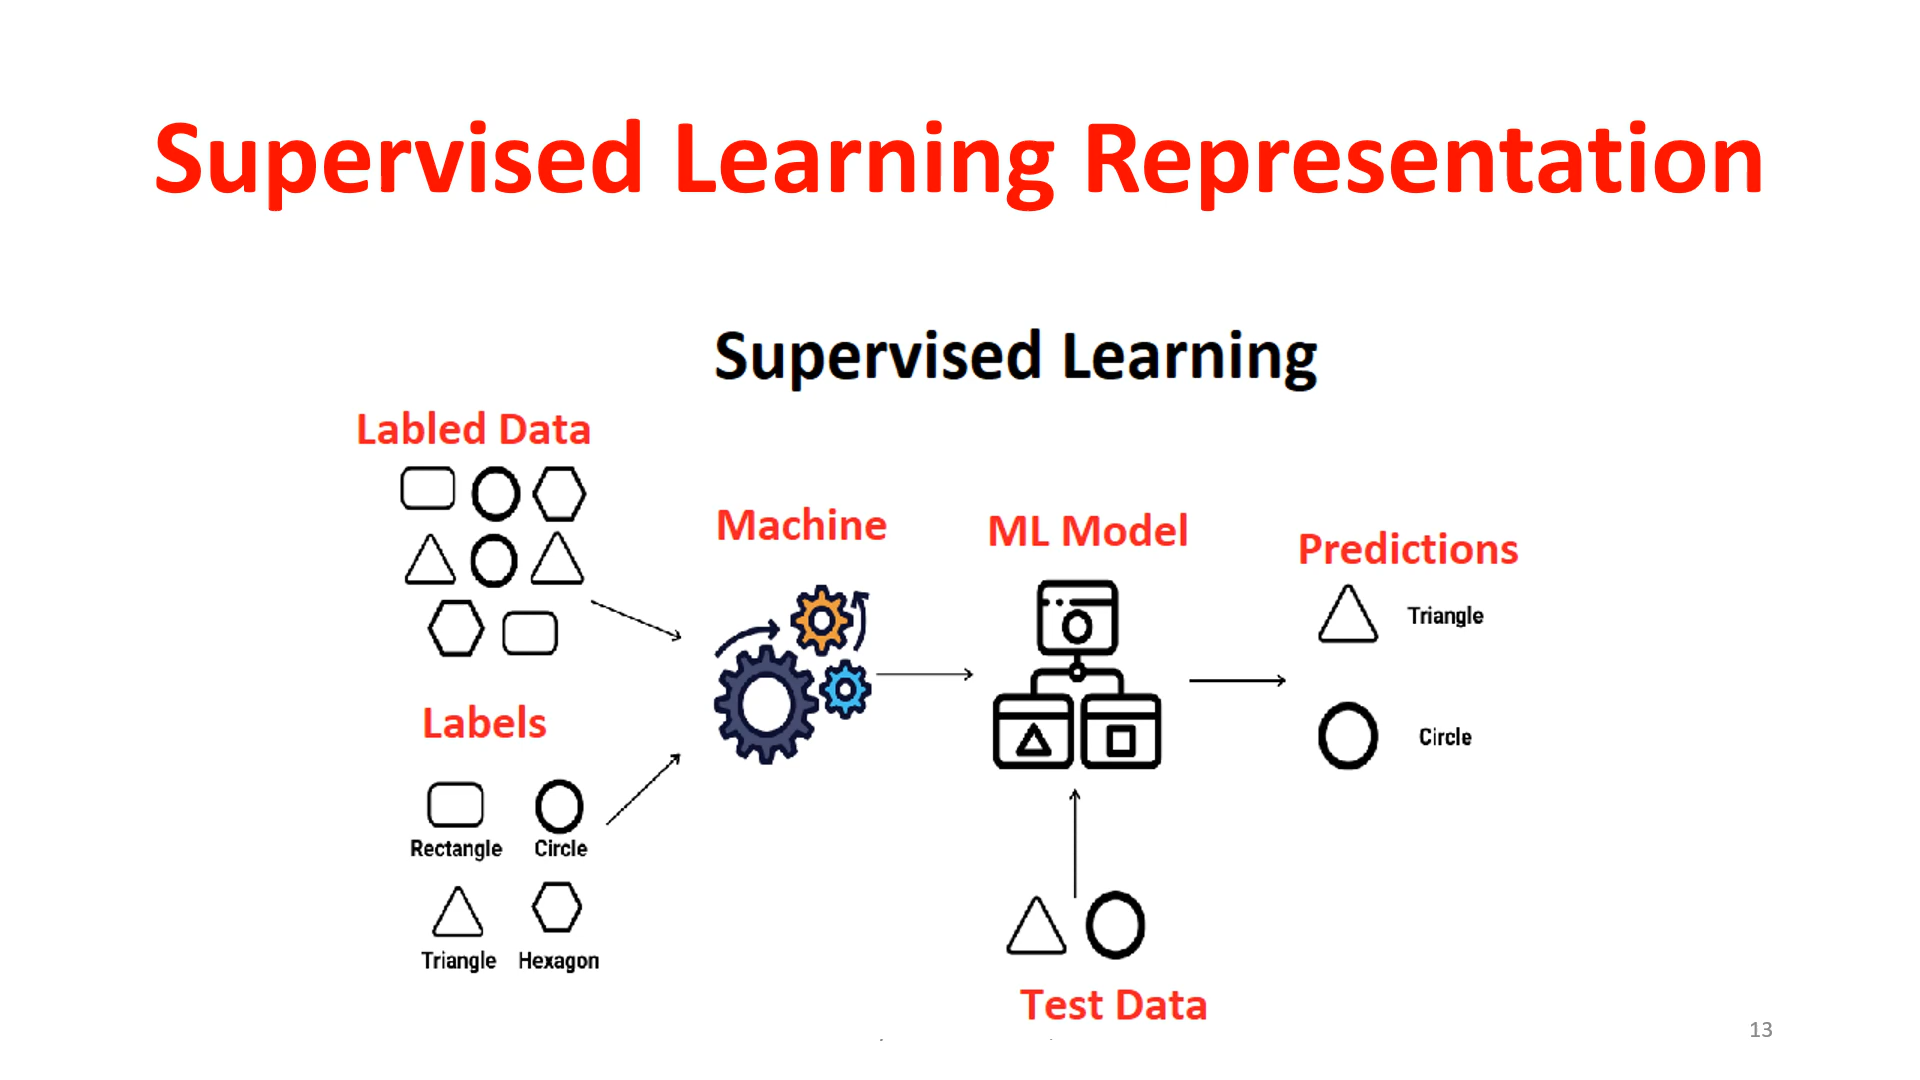 Supervised Learning Representation
Supervised Learning
Labled Data
Machine
ML Model
Predictions
Triangle
Circle
Labels
Rectangle Circle
Triangle Hexagon
Test Data
13